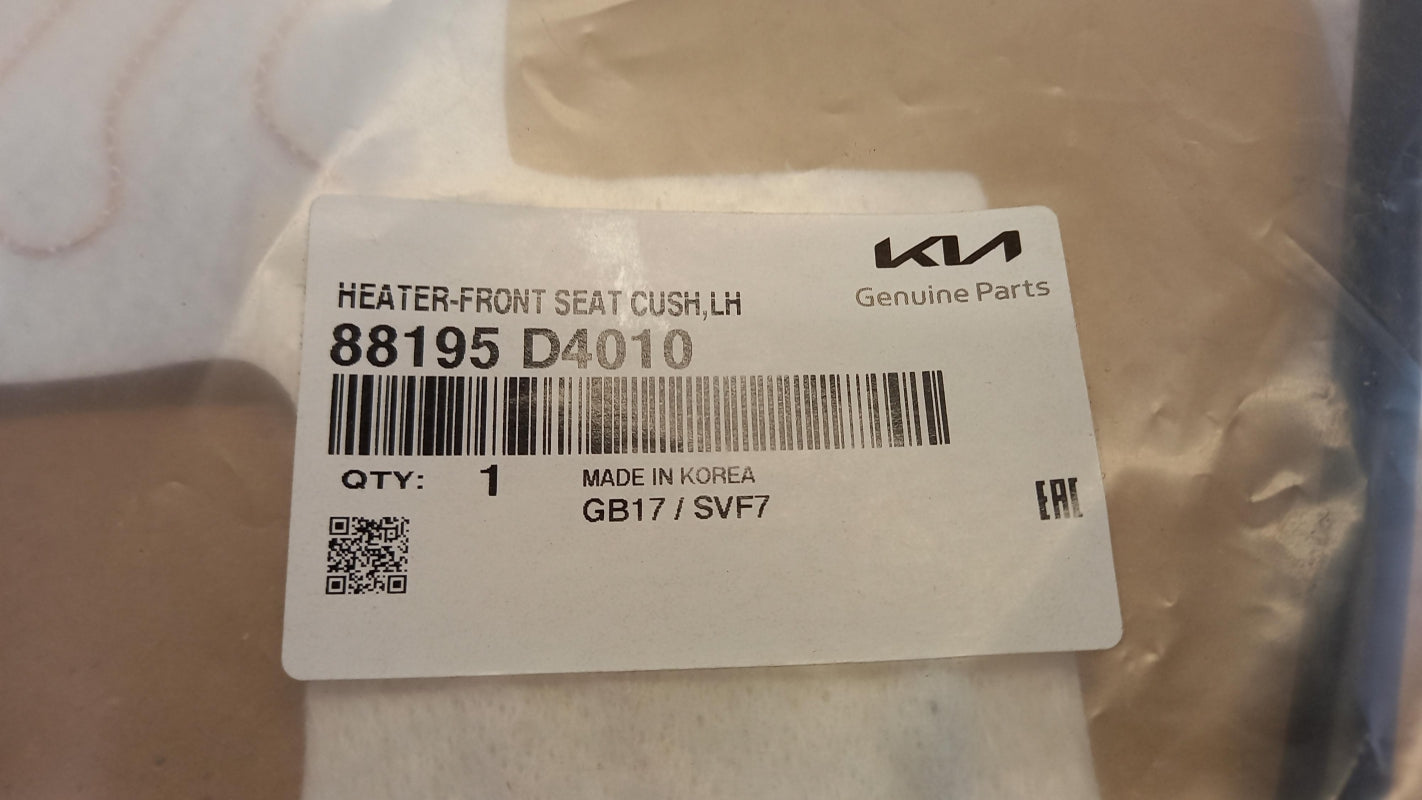 KIA
Genuine Parts
HEATER-FRONT SEAT CUSH,LH
88195 D4010
QTY: 1
MADE IN KOREA
GB17 / SVF7
EAC